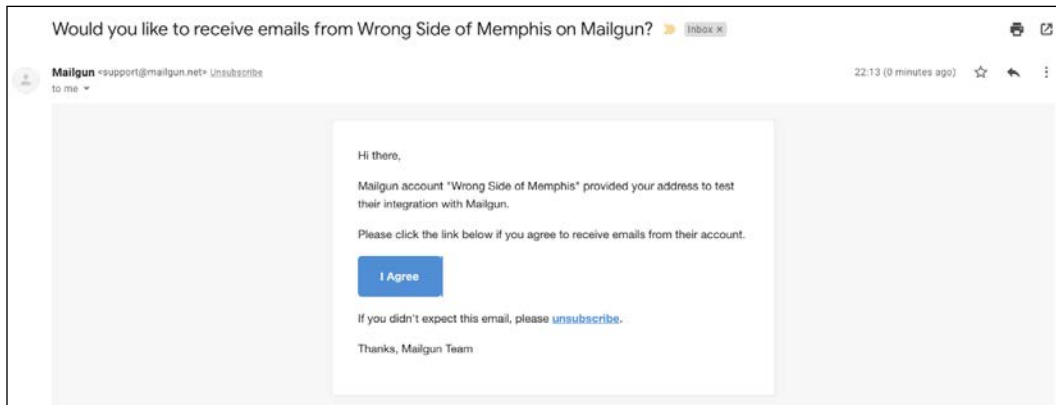 Would you like to receive emails from Wrong Side of Memphis on Mailgun? Inbox ×
Mailgun <support@mailgun.net> Unsubscribe 22:13 (0 minutes ago)
to me
Hi there,
Mailgun account "Wrong Side of Memphis" provided your address to test
their integration with Mailgun.
Please click the link below if you agree to receive emails from their account.
I Agree
If you didn't expect this email, please unsubscribe.
Thanks, Mailgun Team